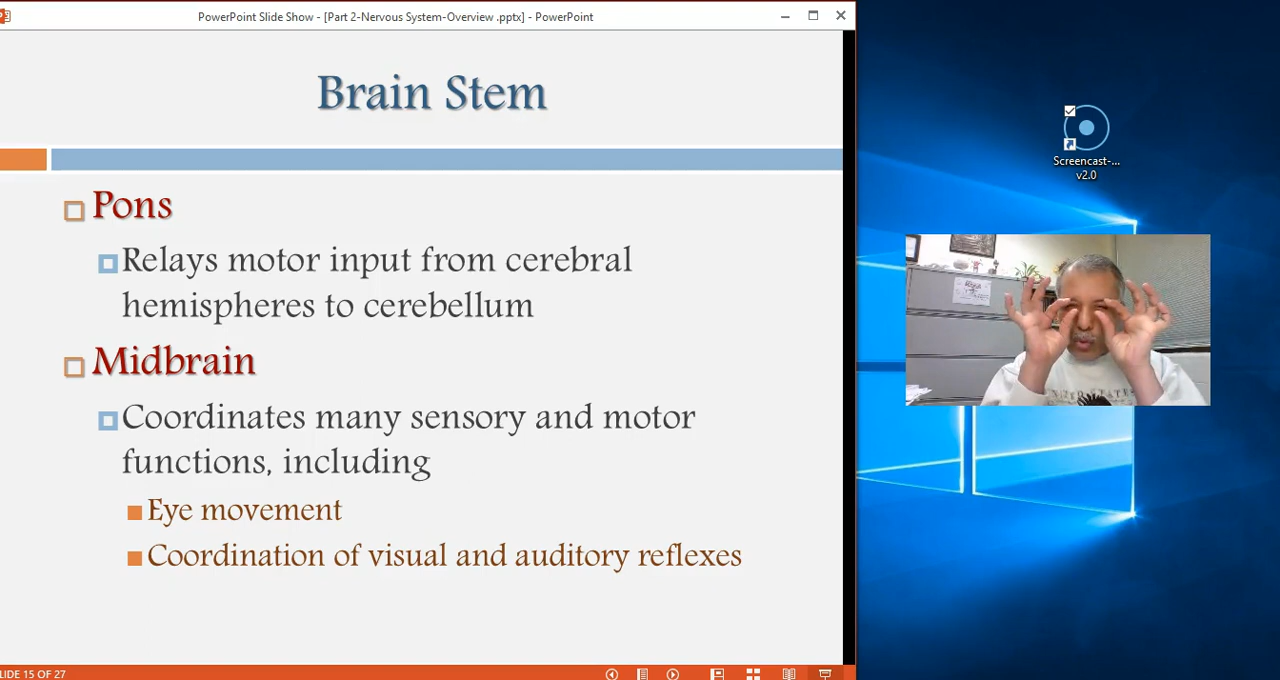 PowerPoint Slide Show - [Part 2-Nervous System-Overview .pptx] - PowerPoint
Brain Stem
Pons
Relays motor input from cerebral
hemispheres to cerebellum
Midbrain
Coordinates many sensory and motor
functions, including
Eye movement
Coordination of visual and auditory reflexes
LIDE 15 OF 27
Screencast-...
v2.0